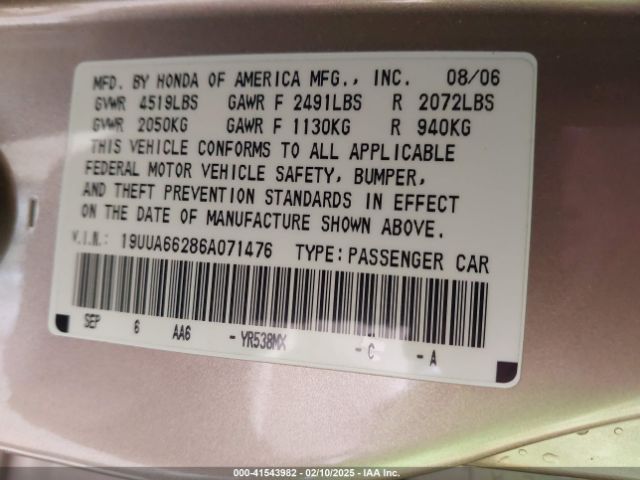 MFD. BY HONDA OF AMERICA MFG., INC. 08/06
GVWR 4519LBS GAWR F 2491LBS R 2072LBS
GVWR 2050KG GAWR F 1130KG R 940KG
THIS VEHICLE CONFORMS TO ALL APPLICABLE
FEDERAL MOTOR VEHICLE SAFETY, BUMPER,
AND THEFT PREVENTION STANDARDS IN EFFECT
ON THE DATE OF MANUFACTURE SHOWN ABOVE.
V.I.N.: 19UUA66286A071476 TYPE:PASSENGER CAR
SEP 6 AA6 -YR538MX -C -A
000-41543982 - 02/10/2025 - IAA Inc.